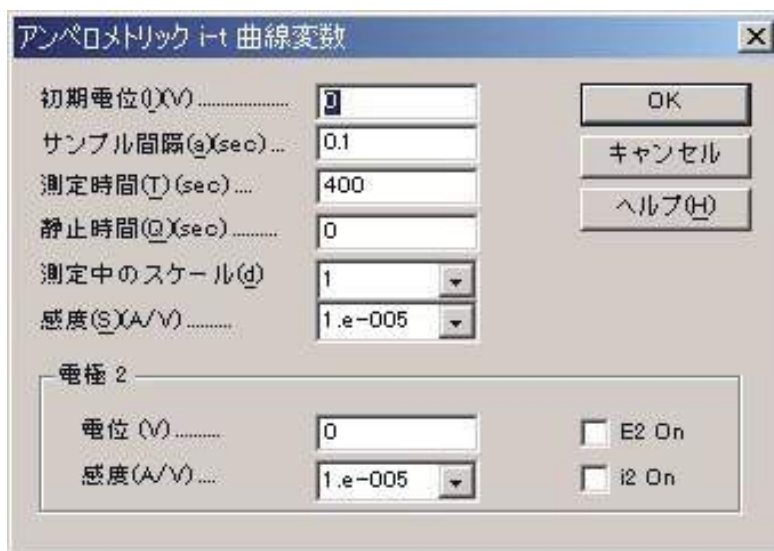 アンペロメトリック i-t 曲線変数
初期電位(I)(V).................. 0
サンプル間隔(a)(sec)... 0.1
測定時間(T)(sec).... 400
静止時間(Q)(sec)......... 0
測定中のスケール(d) 1
感度(S)(A/V)......... 1.e-005
OK
キャンセル
ヘルプ(H)
電極 2
電位 (V)......... 0
感度(A/V).... 1.e-005
E2 On
i2 On